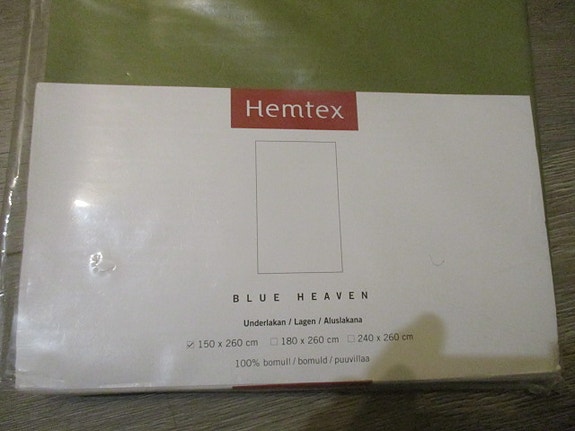 Hemtex
BLUE HEAVEN
Underlakan / Lagen / Aluslakana
☑ 150 x 260 cm ☐ 180 x 260 cm ☐ 240 x 260 cm
100% bomull / bomuld / puuvillaa